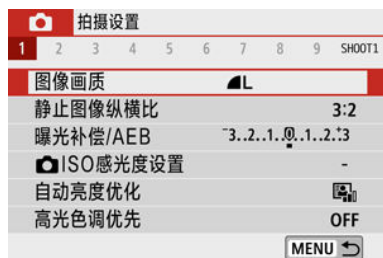 拍摄设置
1 2 3 4 5 6 7 8 9 SHOOT1
图像画质 L
静止图像纵横比 3:2
曝光补偿/AEB -3..2..1..0..1..2.+3
ISO感光度设置 -
自动亮度优化
高光色调优先 OFF
MENU